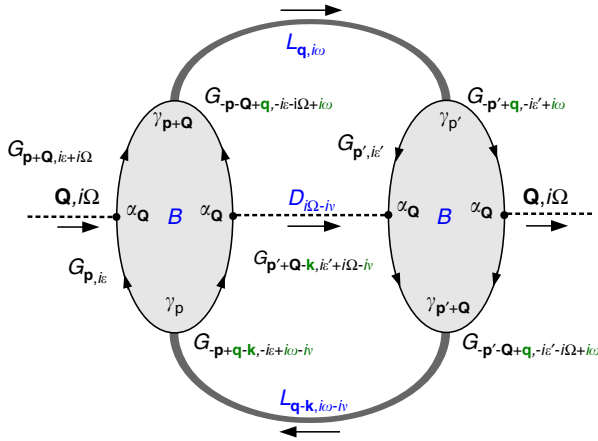 L_{q,iω}
G_{-p-Q+q,-iε-iΩ+iω}
G_{-p'+q,-iε'+iω}
γ_{p+Q}
γ_{p'}
G_{p+Q,iε+iΩ}
G_{p',iε'}
Q,iΩ
α_Q B α_Q
D_{iΩ-iν}
α_Q B α_Q
Q,iΩ
G_{p,iε}
G_{p'+Q-k,iε'+iΩ-iν}
γ_p
γ_{p'+Q}
G_{-p+q-k,-iε+iω-iν}
G_{-p'-Q+q,-iε'-iΩ+iω}
L_{q-k,iω-iν}